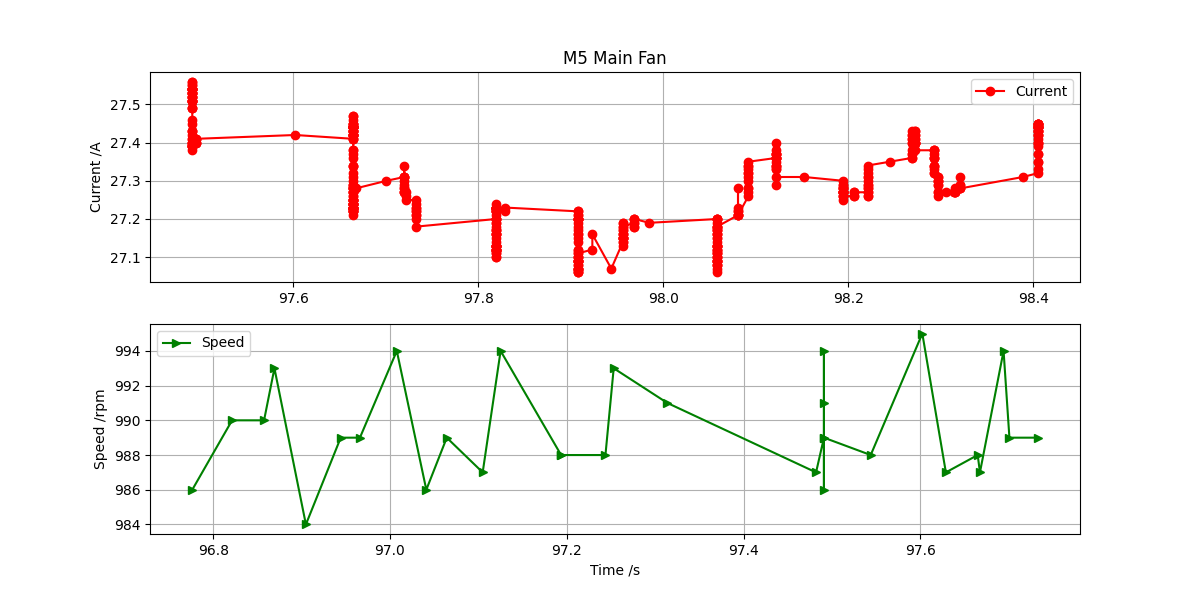 M5 Main Fan
Current
27.5
27.4
27.3
27.2
27.1
Current /A
97.6 97.8 98.0 98.2 98.4
Speed
994
992
990
988
986
984
Speed /rpm
96.8 97.0 97.2 97.4 97.6
Time /s